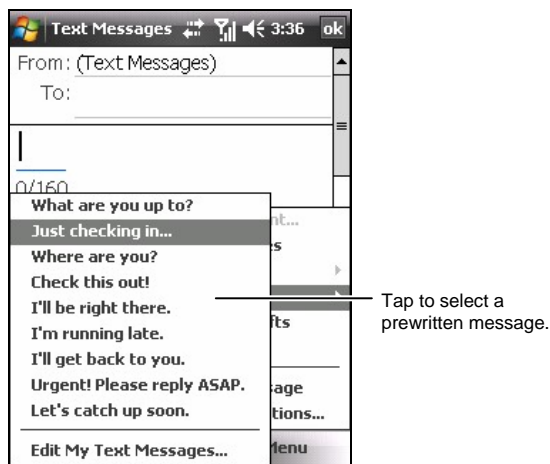 Text Messages 3:36 ok
From: (Text Messages)
To:
0/160
What are you up to?
Just checking in...
Where are you?
Check this out!
I'll be right there.
I'm running late.
I'll get back to you.
Urgent! Please reply ASAP.
Let's catch up soon.
Edit My Text Messages...
Tap to select a
prewritten message.